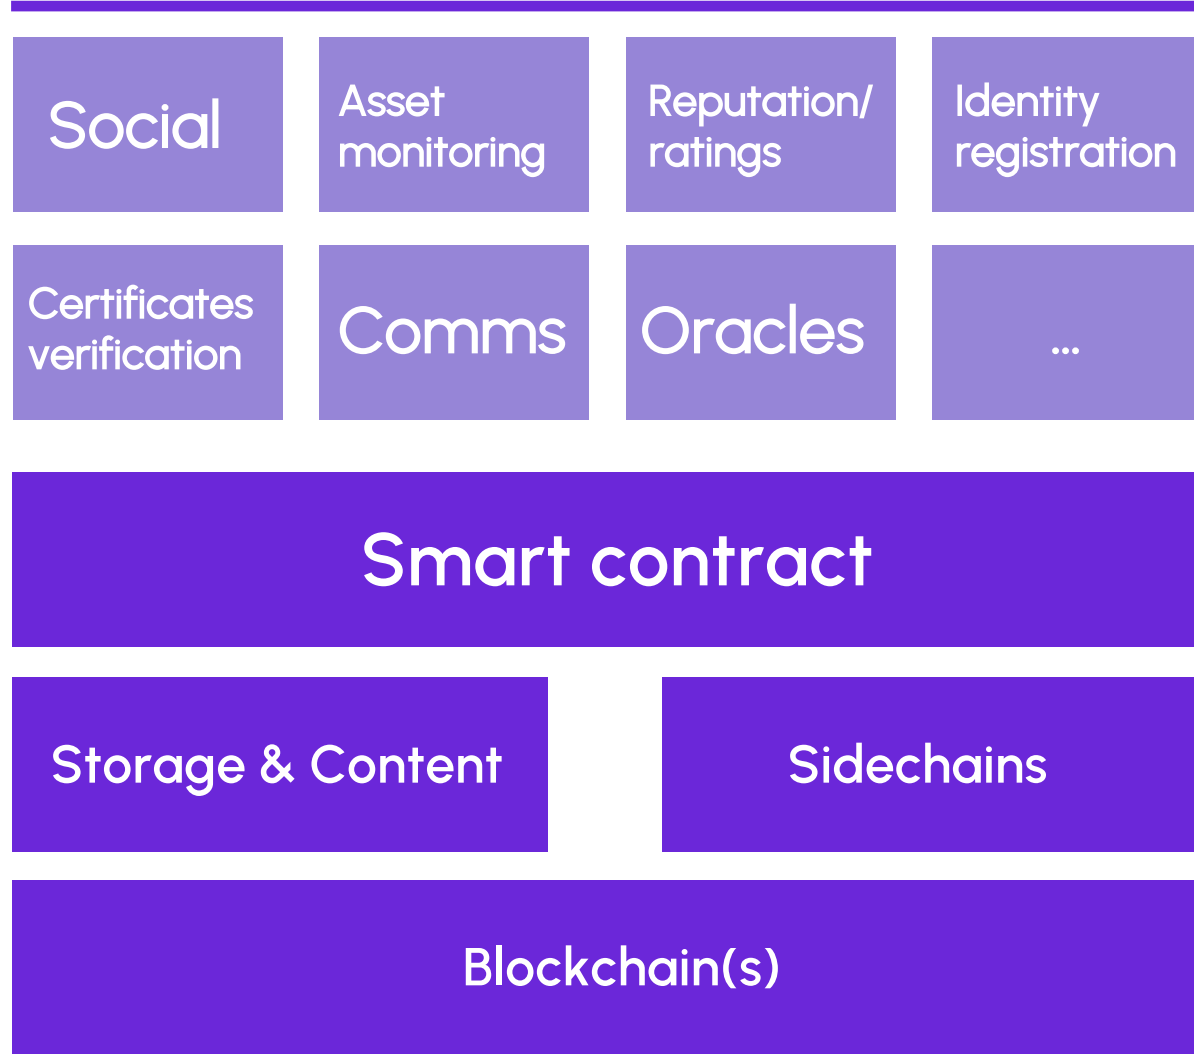 Social
Asset
monitoring
Reputation/
ratings
Identity
registration
Certificates
verification
Comms
Oracles
...
Smart contract
Storage & Content
Sidechains
Blockchain(s)